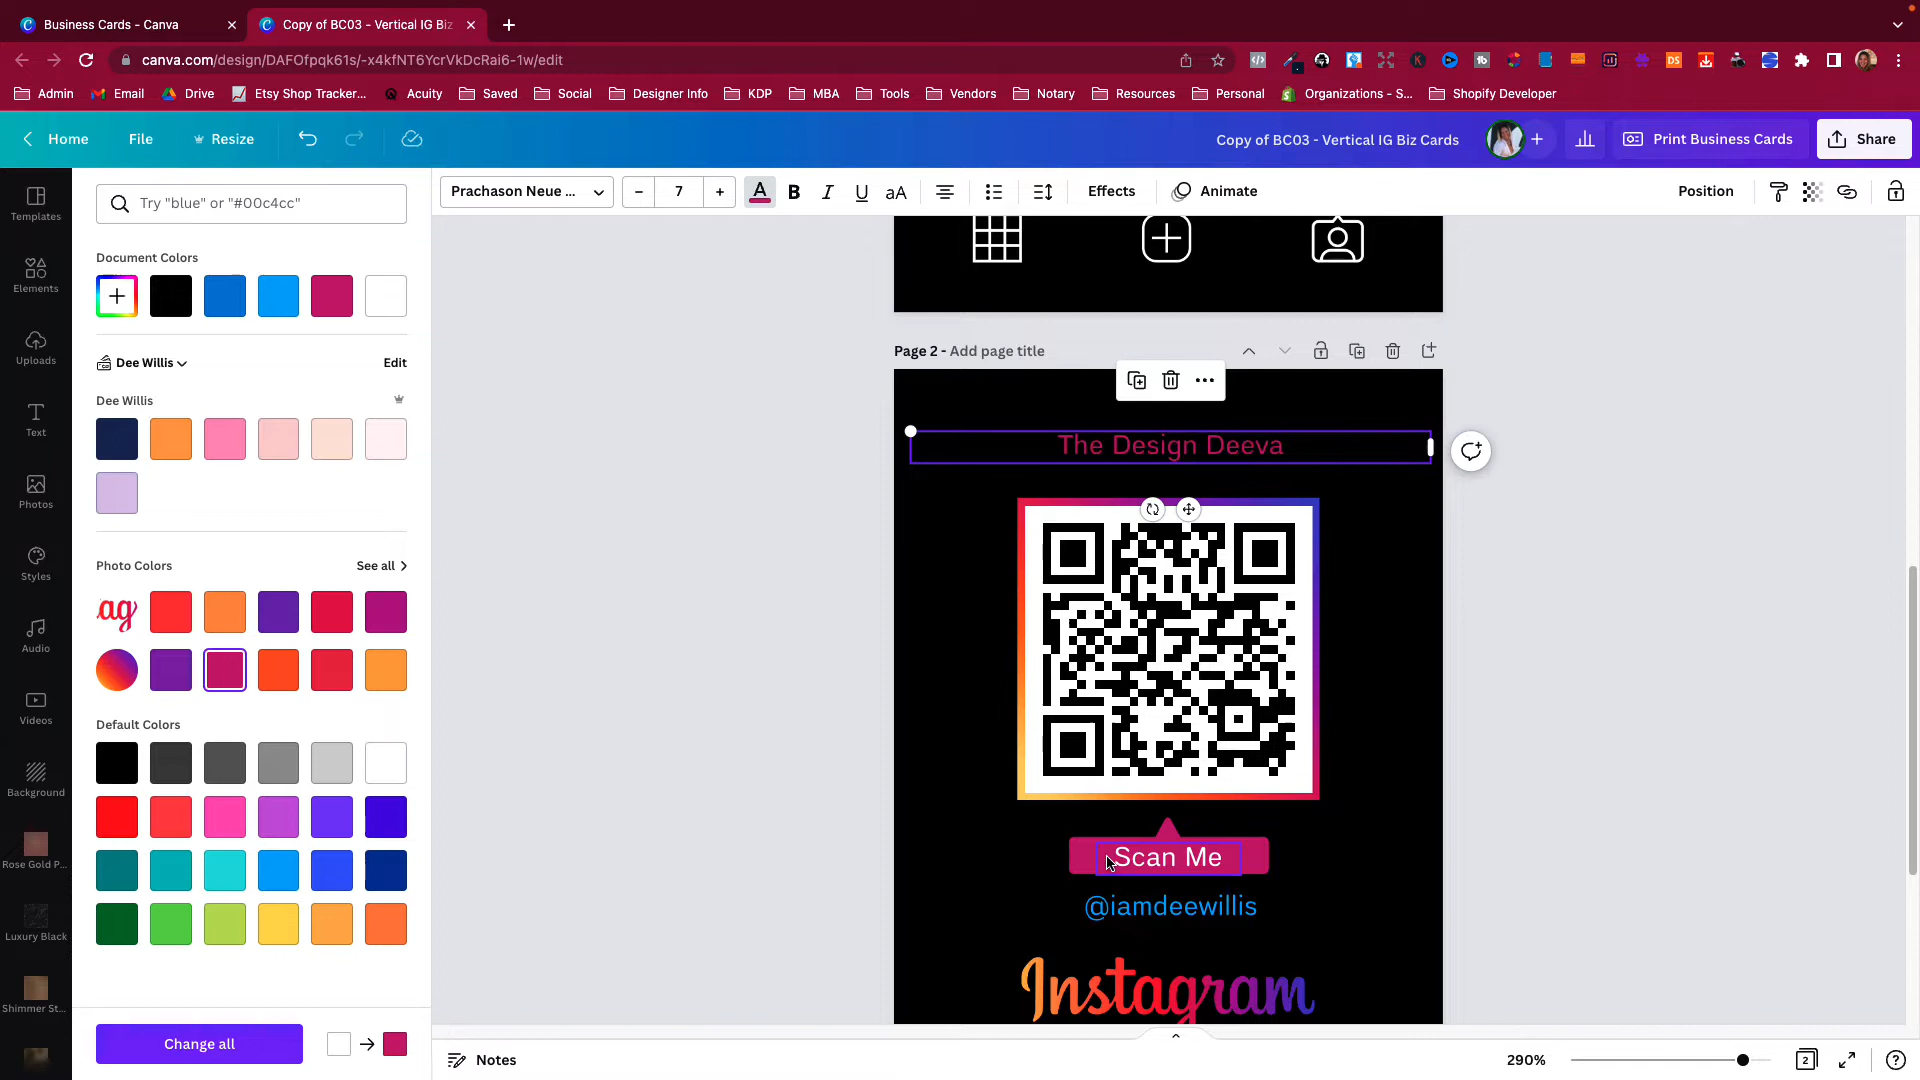 Business Cards - Canva
Copy of BC03 - Vertical IG Biz
canva.com/design/DAFOfpqk61s/-x4kfNT6YcrVkDcRai6-1w/edit
Admin
Email
Drive
Etsy Shop Tracker...
Acuity
Saved
Social
Designer Info
KDP
MBA
Tools
Vendors
Notary
Resources
Personal
Organizations - S...
Shopify Developer
Home
File
Resize
Copy of BC03 - Vertical IG Biz Cards
Print Business Cards
Share
Templates
Elements
Uploads
Text
Photos
Styles
Audio
Videos
Background
Rose Gold P...
Luxury Black
Shimmer St...
Try "blue" or "#00c4cc"
Document Colors
Dee Willis
Edit
Dee Willis
Photo Colors
See all
ag
Default Colors
Change all
Prachason Neue ...
7
A
B
I
U
aA
Effects
Animate
Position
Page 2 - Add page title
The Design Deeva
Scan Me
@iamdeewillis
Instagram
Notes
290%
2